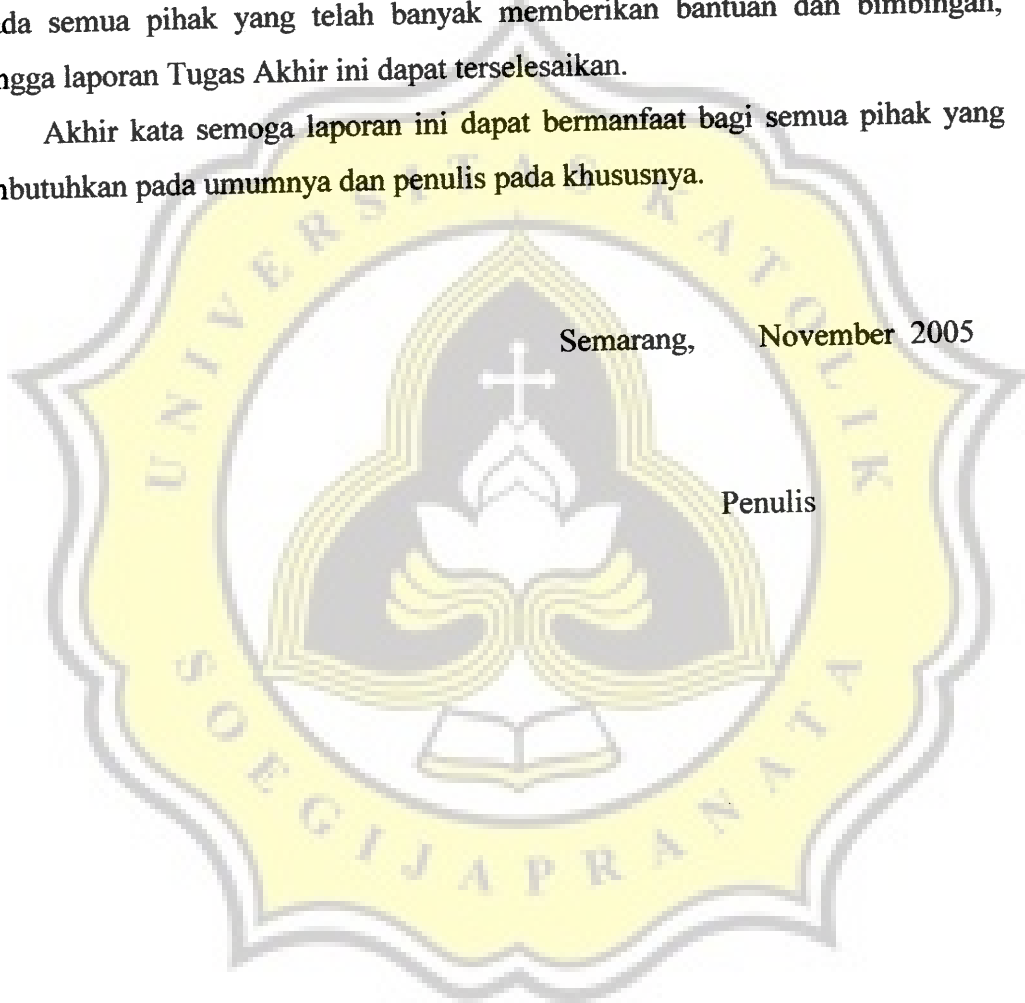 da semua pihak yang telah banyak memberikan bantuan dan bimbingan,
ngga laporan Tugas Akhir ini dapat terselesaikan.
Akhir kata semoga laporan ini dapat bermanfaat bagi semua pihak yang
nbutuhkan pada umumnya dan penulis pada khususnya.
UNIVERSITAS KATOLIK
Semarang, November 2005
Penulis
SOEGIJAPRANATA